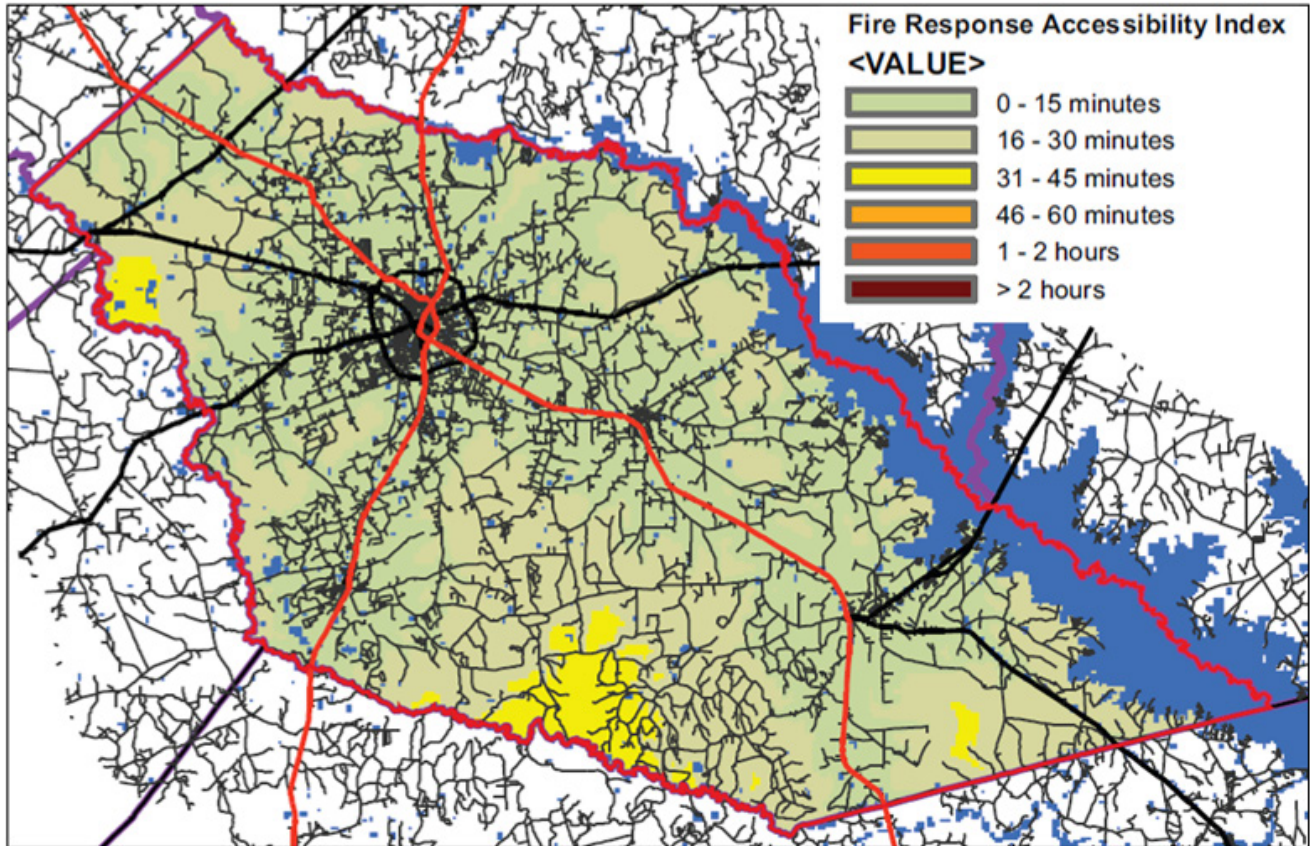 Fire Response Accessibility Index
<VALUE>
0 - 15 minutes
16 - 30 minutes
31 - 45 minutes
46 - 60 minutes
1 - 2 hours
> 2 hours